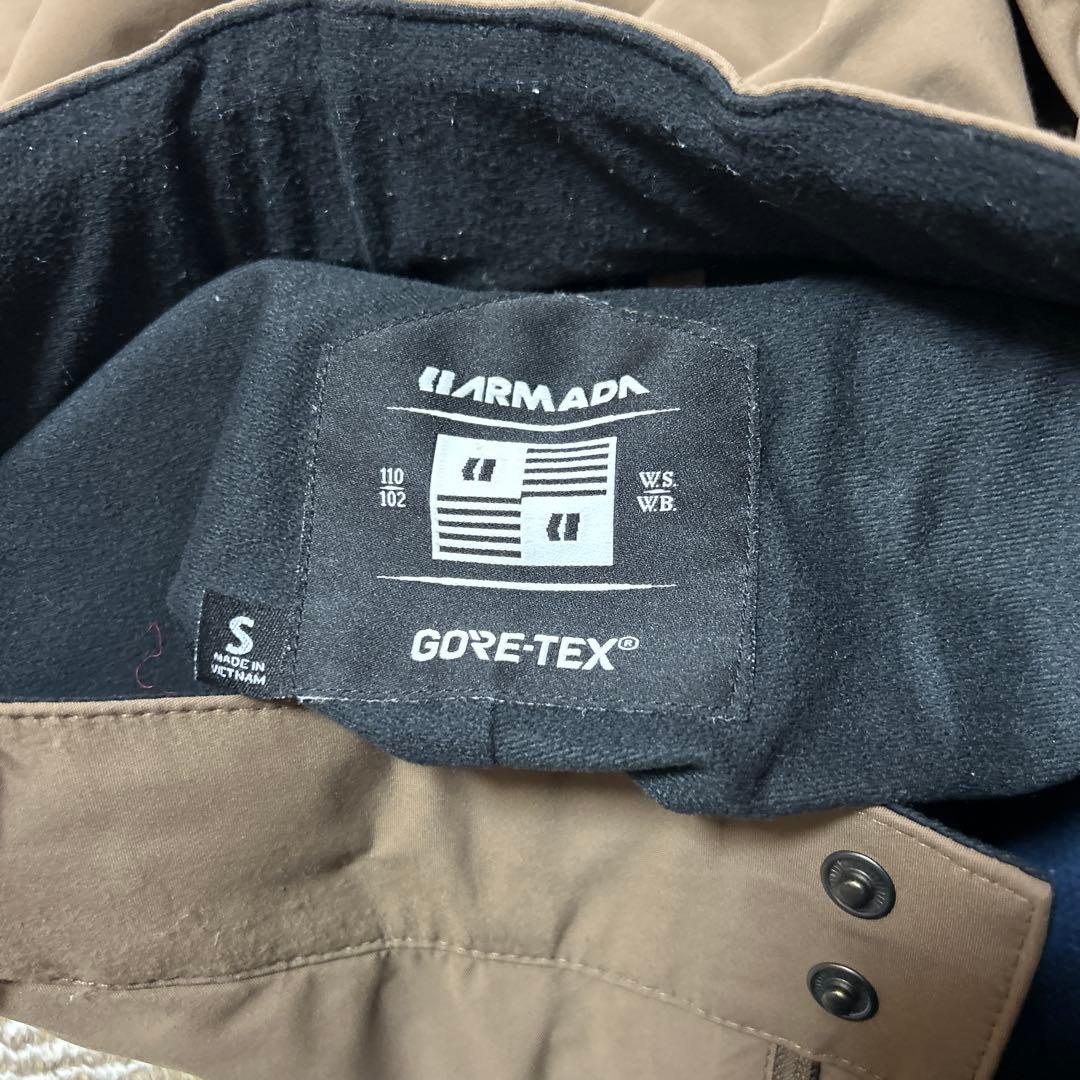 ARMADA
110
102
W.S.
W.B.
GORE-TEX®
S
MADE IN
VIETNAM